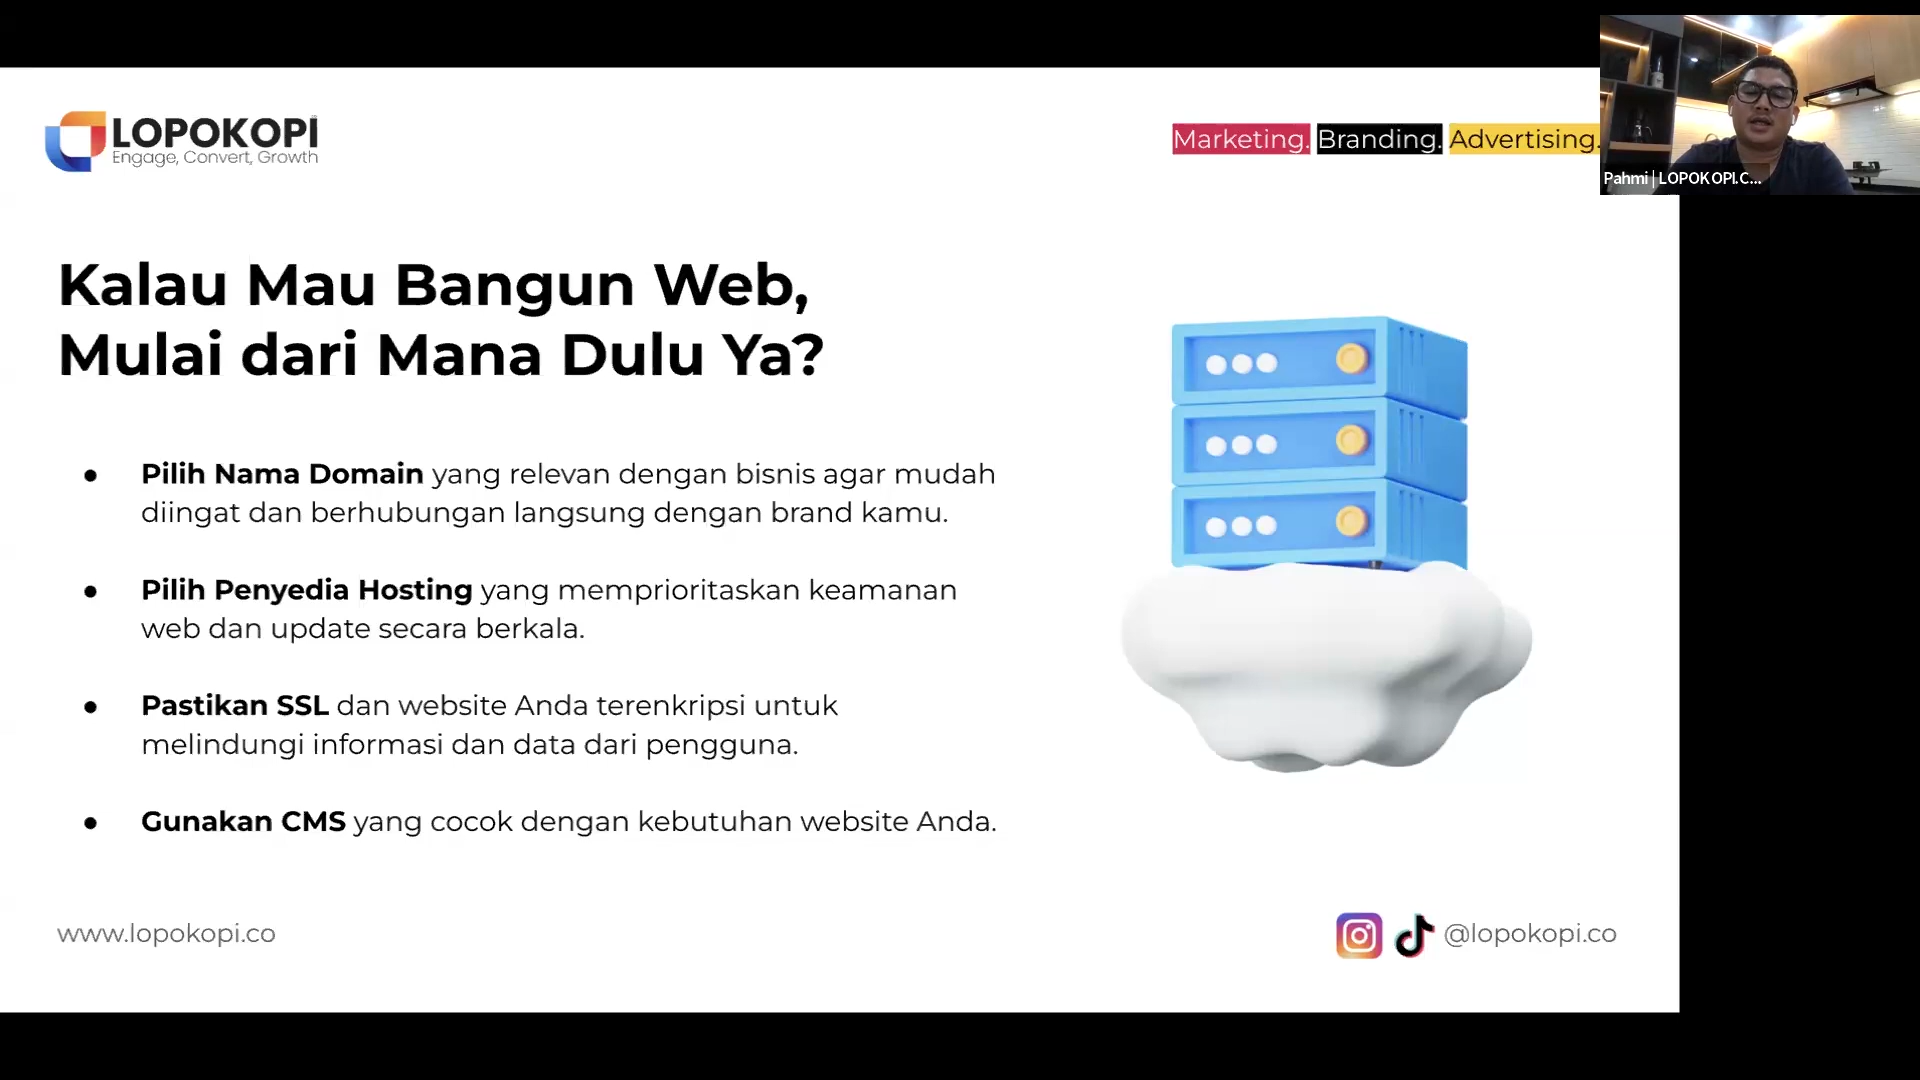 LOPOKOPI
Engage, Convert, Growth
Marketing. Branding. Advertising.
Pahmi | LOPOKOPI.C...
Kalau Mau Bangun Web,
Mulai dari Mana Dulu Ya?
● Pilih Nama Domain yang relevan dengan bisnis agar mudah
diingat dan berhubungan langsung dengan brand kamu.
● Pilih Penyedia Hosting yang memprioritaskan keamanan
web dan update secara berkala.
● Pastikan SSL dan website Anda terenkripsi untuk
melindungi informasi dan data dari pengguna.
● Gunakan CMS yang cocok dengan kebutuhan website Anda.
www.lopokopi.co
@lopokopi.co